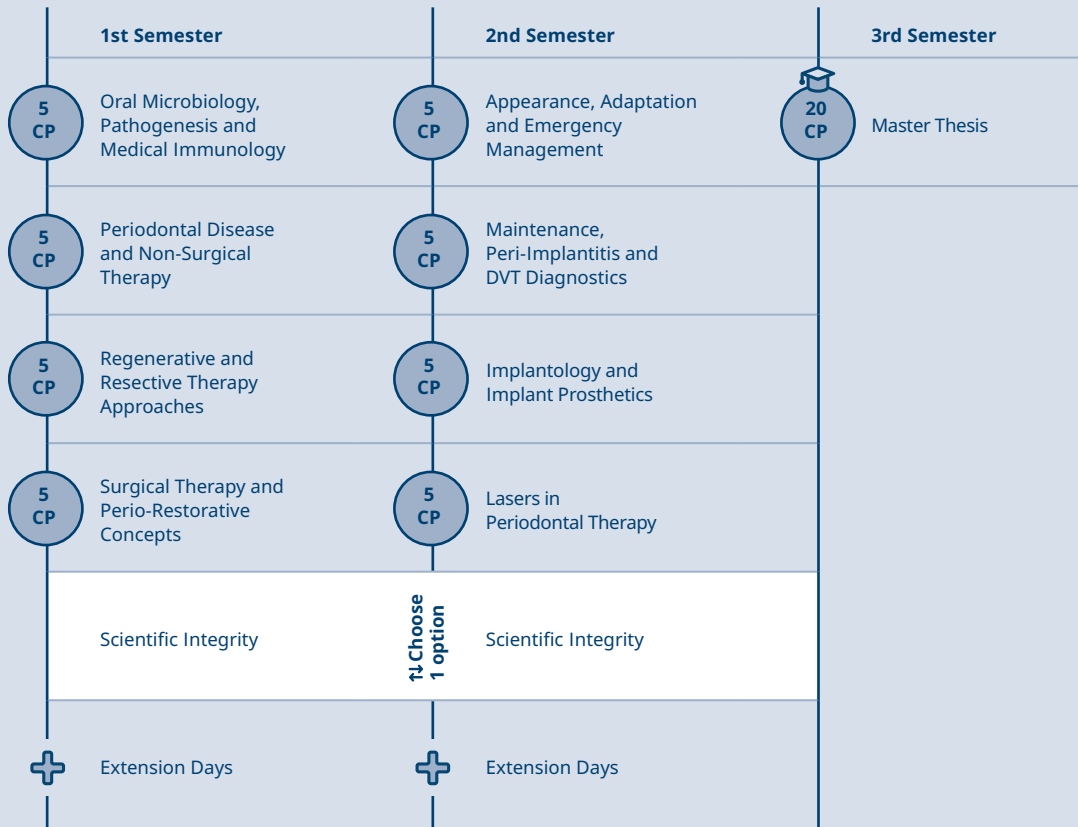 1st Semester
5
CP
Oral Microbiology,
Pathogenesis and
Medical Immunology
5
CP
Periodontal Disease
and Non-Surgical
Therapy
5
CP
Regenerative and
Resective Therapy
Approaches
5
CP
Surgical Therapy and
Perio-Restorative
Concepts
Scientific Integrity
Extension Days
Choose
1 option
2nd Semester
5
CP
Appearance, Adaptation
and Emergency
Management
5
CP
Maintenance,
Peri-Implantitis and
DVT Diagnostics
5
CP
Implantology and
Implant Prosthetics
5
CP
Lasers in
Periodontal Therapy
Scientific Integrity
Extension Days
3rd Semester
20
CP
Master Thesis